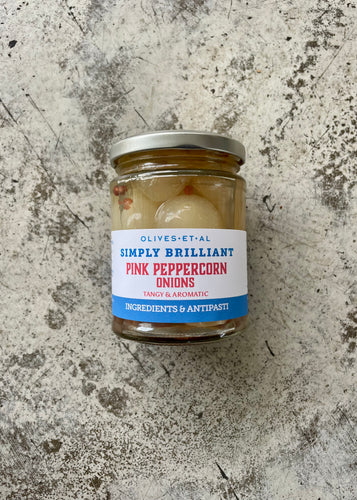 OLIVES•ET•AL
SIMPLY BRILLIANT
PINK PEPPERCORN
ONIONS
TANGY & AROMATIC
INGREDIENTS & ANTIPASTI